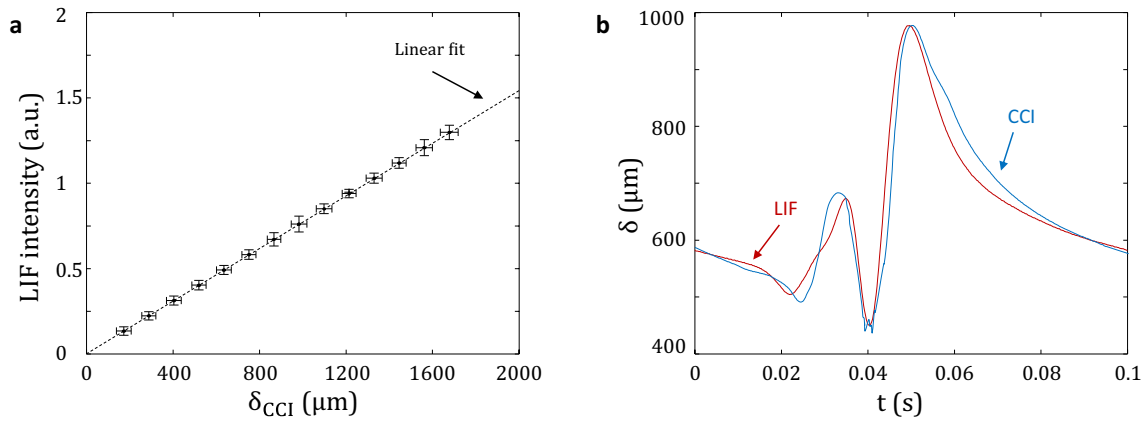 a
2
1.5
1
0.5
0
LIF intensity (a.u.)
Linear fit
0
400
800
1200
1600
2000
δCCI (μm)
b
1000
800
600
400
δ (μm)
CCI
LIF
0
0.02
0.04
0.06
0.08
0.1
t (s)